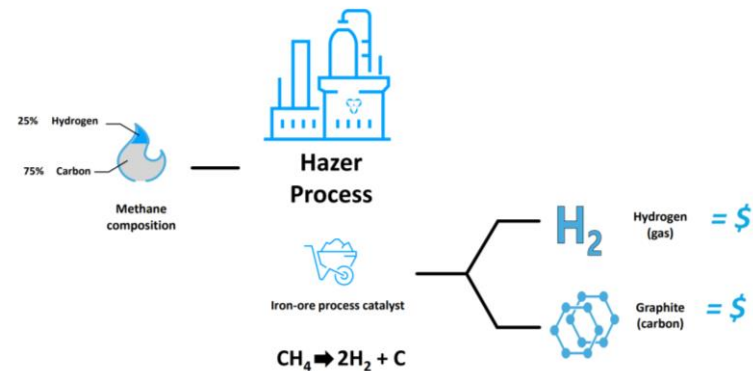 25% Hydrogen
75% Carbon
Methane
composition
Hazer
Process
Iron-ore process catalyst
CH₄ ➡ 2H₂ + C
H₂
Hydrogen
(gas)
= $
Graphite
(carbon)
= $